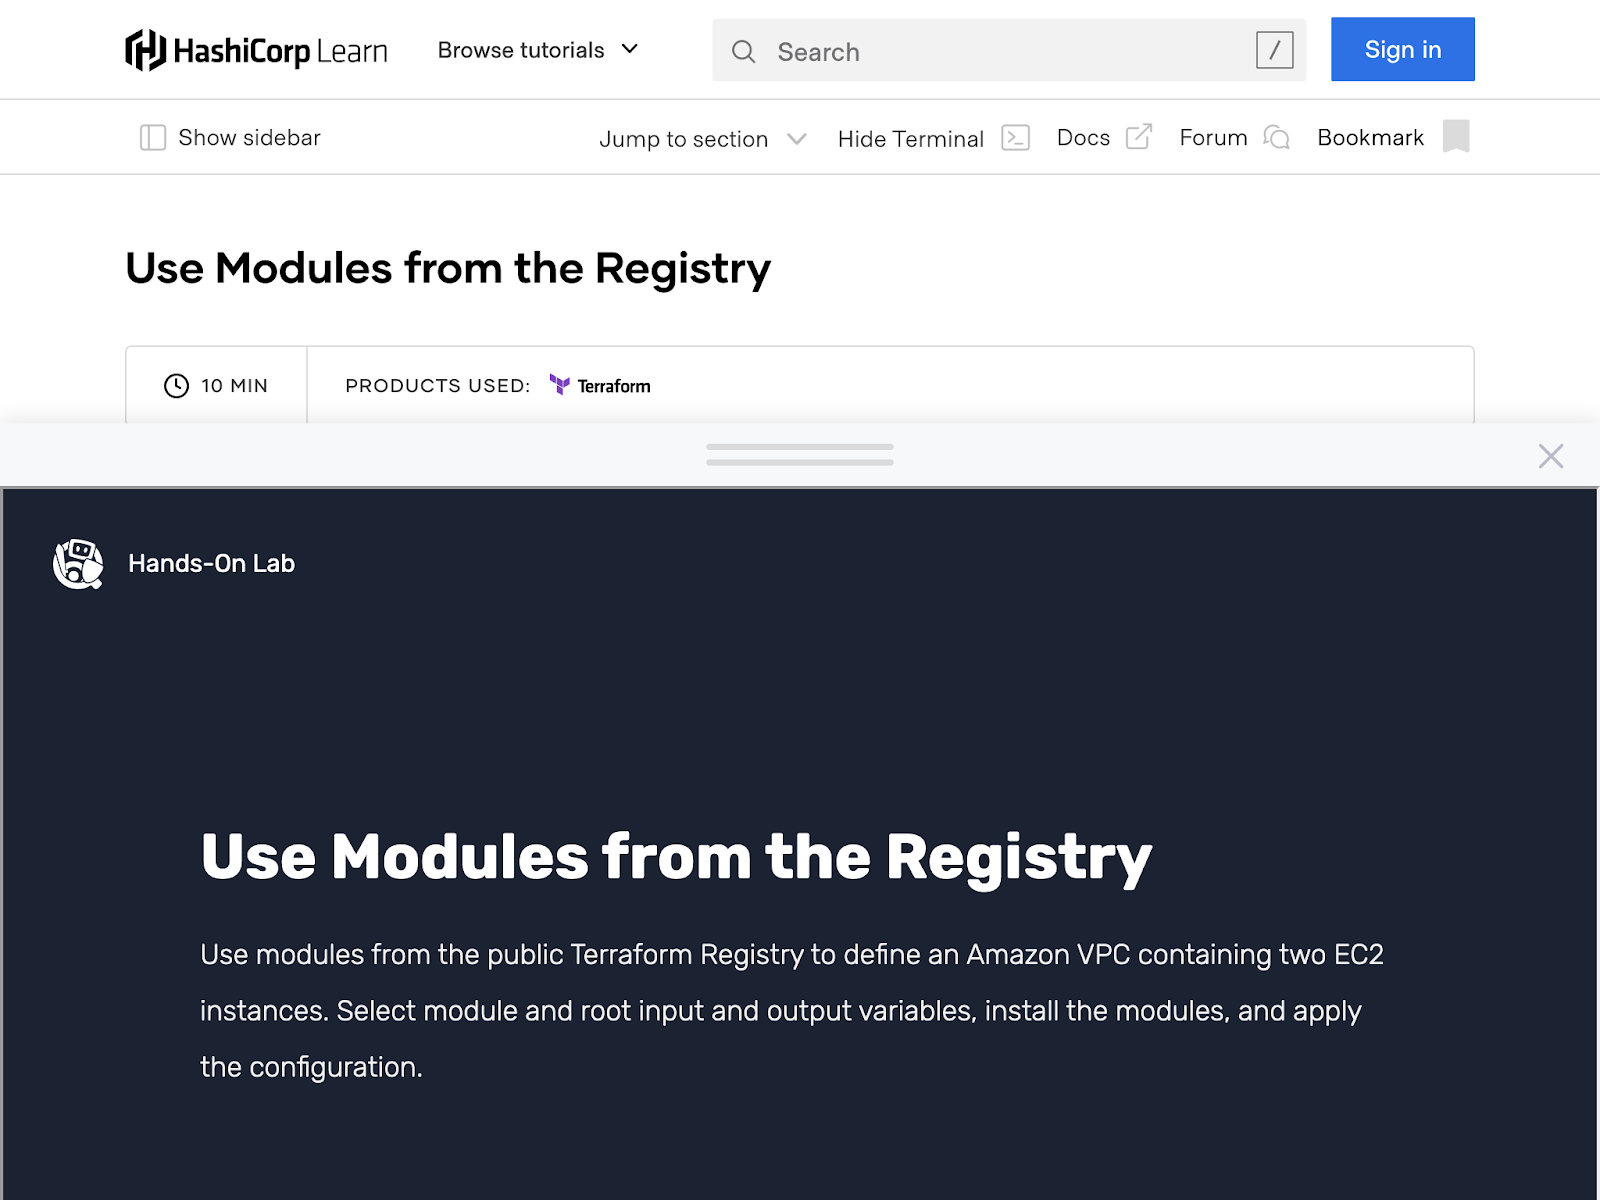 HashiCorp Learn
Browse tutorials
Search
/
Sign in
Show sidebar
Jump to section
Hide Terminal
Docs
Forum
Bookmark
Use Modules from the Registry
10 MIN
PRODUCTS USED:
Terraform
Hands-On Lab
Use Modules from the Registry
Use modules from the public Terraform Registry to define an Amazon VPC containing two EC2
instances. Select module and root input and output variables, install the modules, and apply
the configuration.